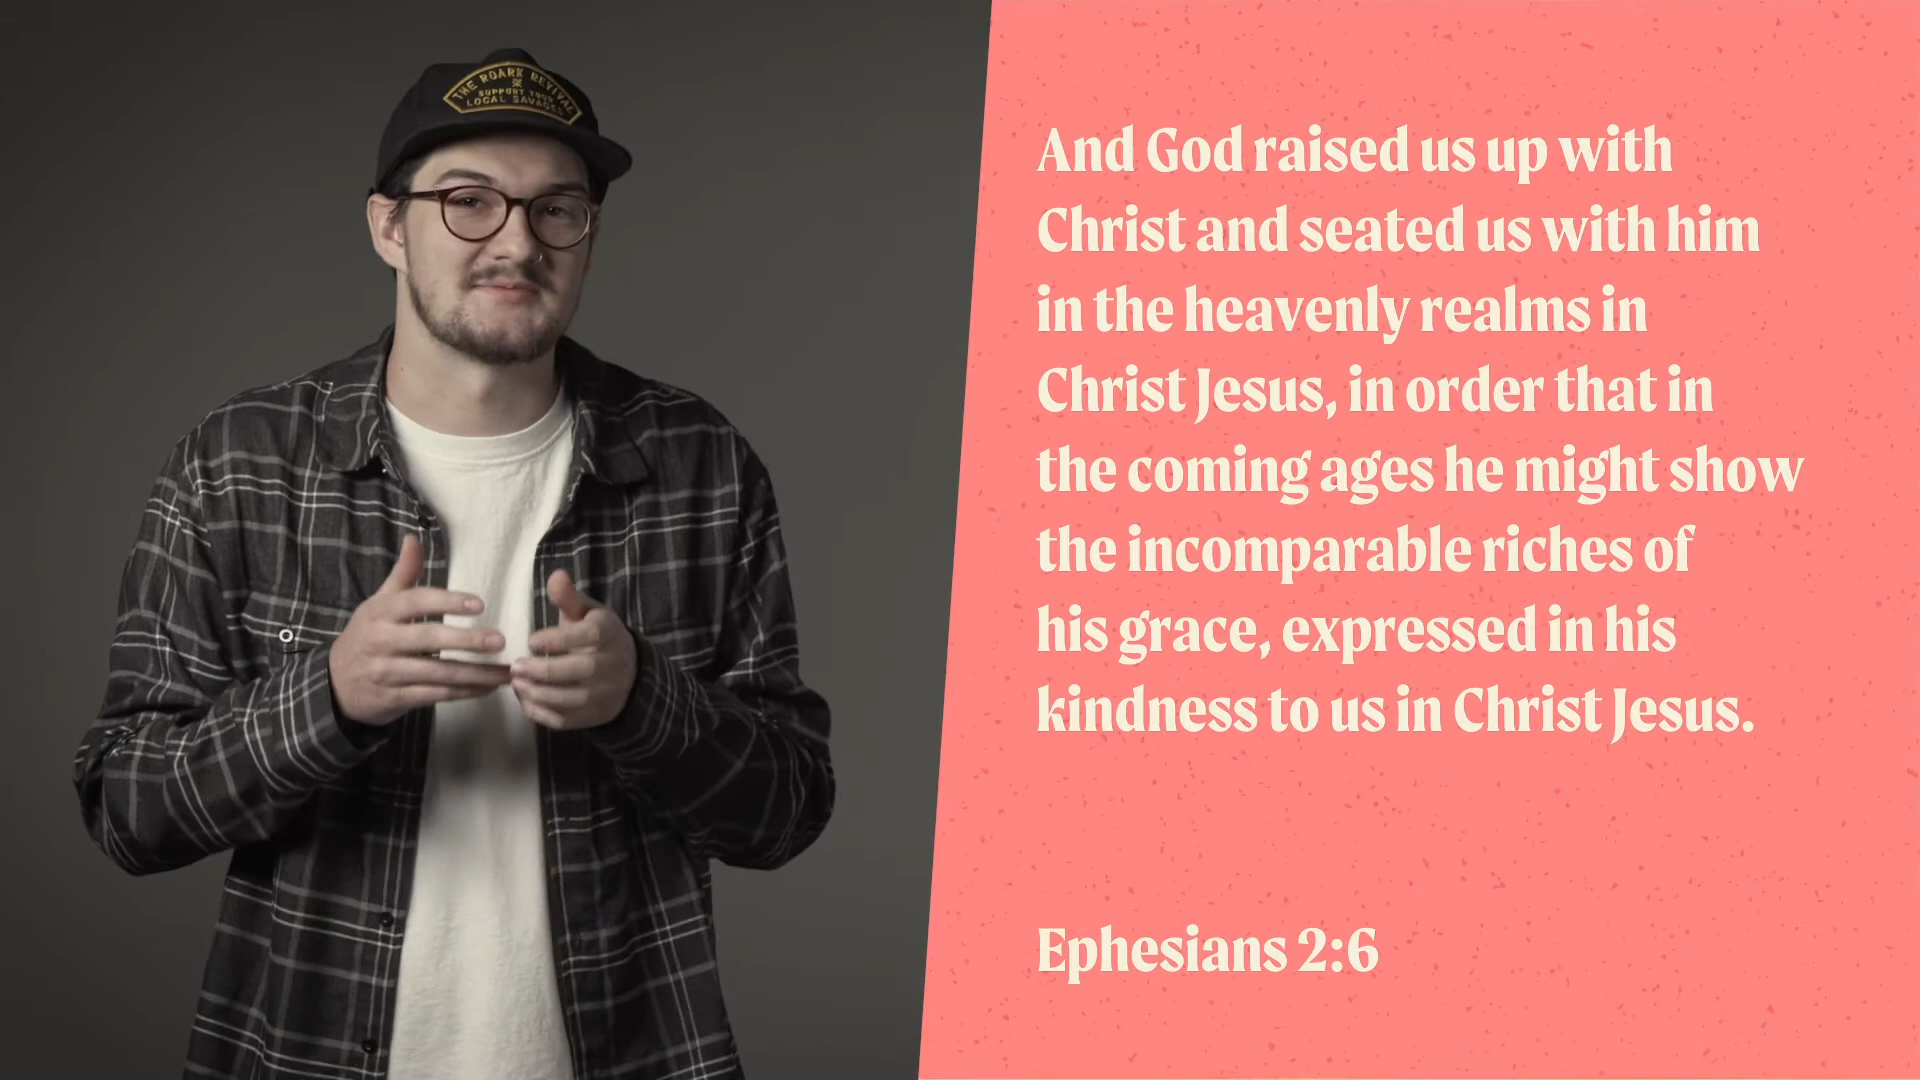 THE ROARK REVIVAL
SUPPORT YOUR
LOCAL SAVAGES
And God raised us up with
Christ and seated us with him
in the heavenly realms in
Christ Jesus, in order that in
the coming ages he might show
the incomparable riches of
his grace, expressed in his
kindness to us in Christ Jesus.
Ephesians 2:6